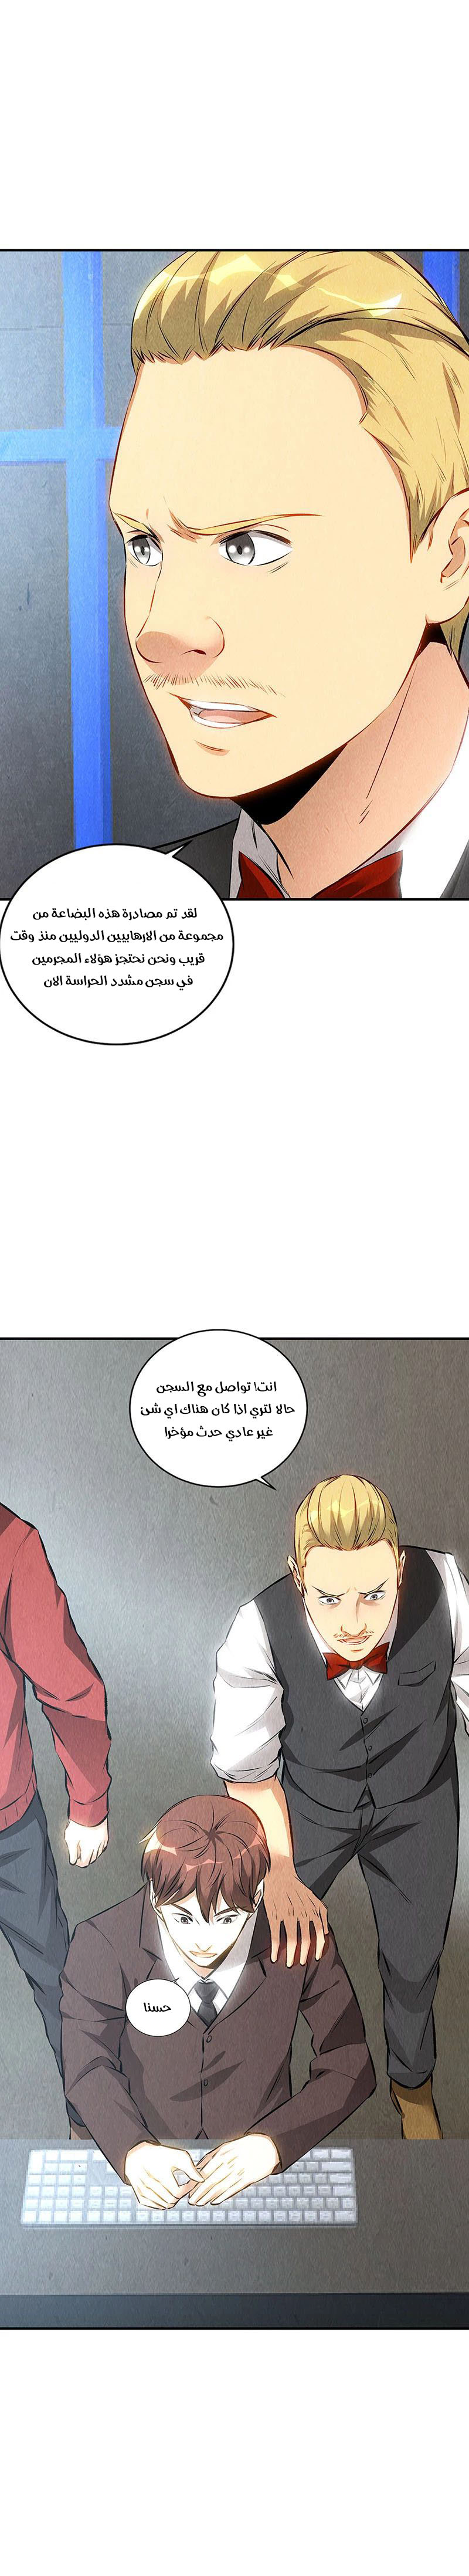 لقد تم مصادرة هذه البضاعة من
مجموعة من الارهابيين الدوليين منذ وقت
قريب ونحن نحتجز هؤلاء المجرمين
في سجن مشدد الحراسة الان
انت! تواصل مع السجن
حالا لتري اذا كان هناك اي شئ
غير عادي حدث مؤخرا
حسنا